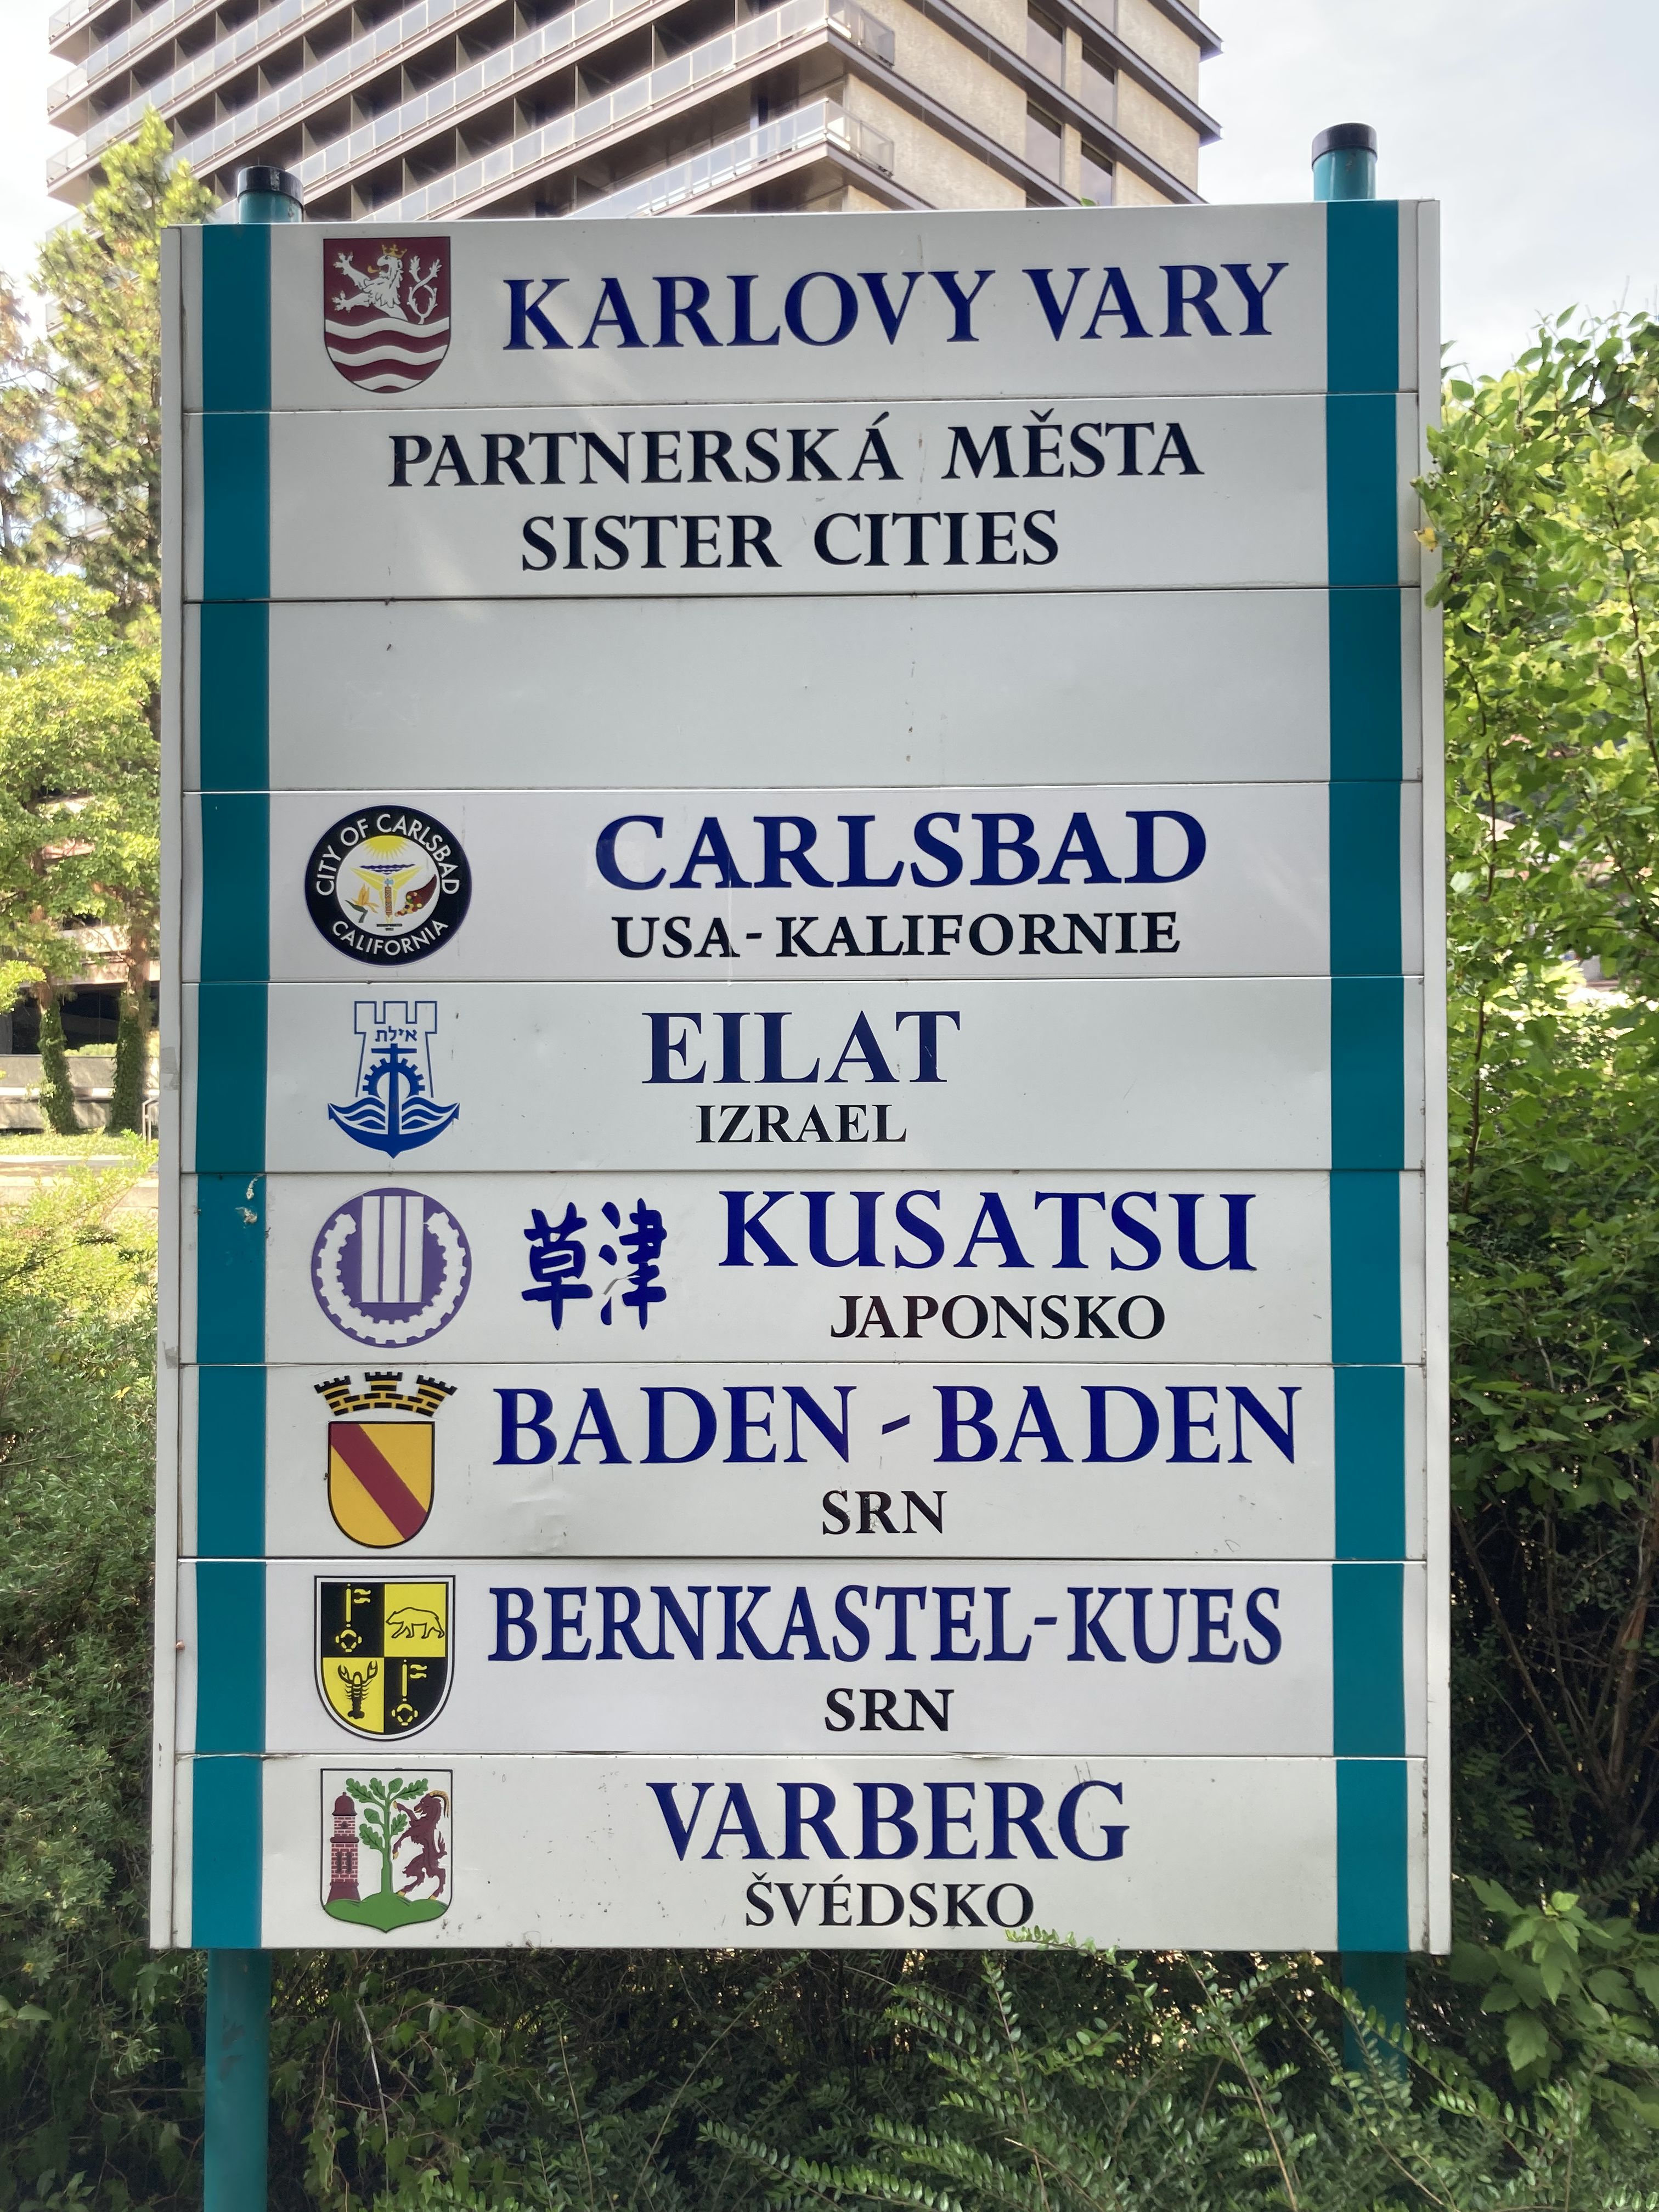 KARLOVY VARY
PARTNERSKÁ MĚSTA
SISTER CITIES
CITY OF CARLSBAD
CALIFORNIA
CARLSBAD
USA-KALIFORNIE
אילת
EILAT
IZRAEL
草津 KUSATSU
JAPONSKO
BADEN-BADEN
SRN
BERNKASTEL-KUES
SRN
VARBERG
ŠVÉDSKO